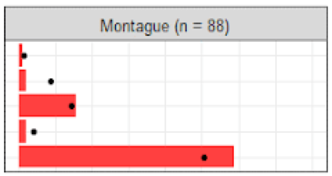 Montague (n = 88)